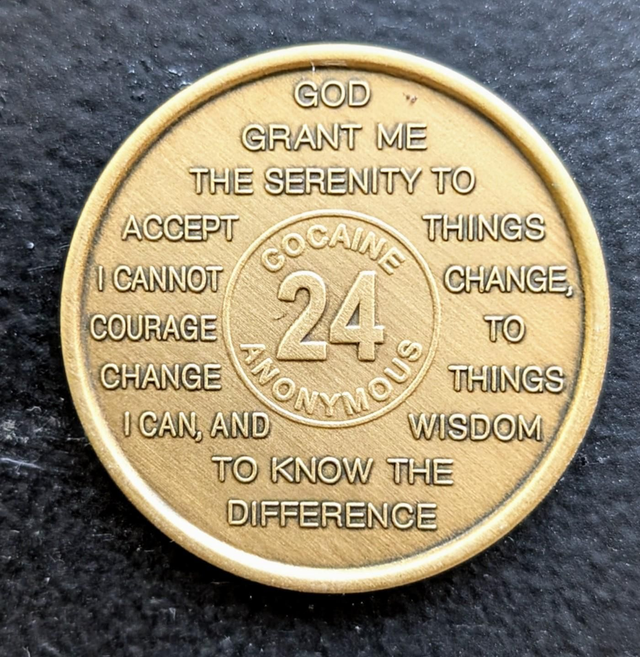 GOD
GRANT ME
THE SERENITY TO
ACCEPT THINGS
I CANNOT CHANGE,
COURAGE TO
CHANGE THINGS
I CAN, AND WISDOM
TO KNOW THE
DIFFERENCE
COCAINE
24
ANONYMOUS